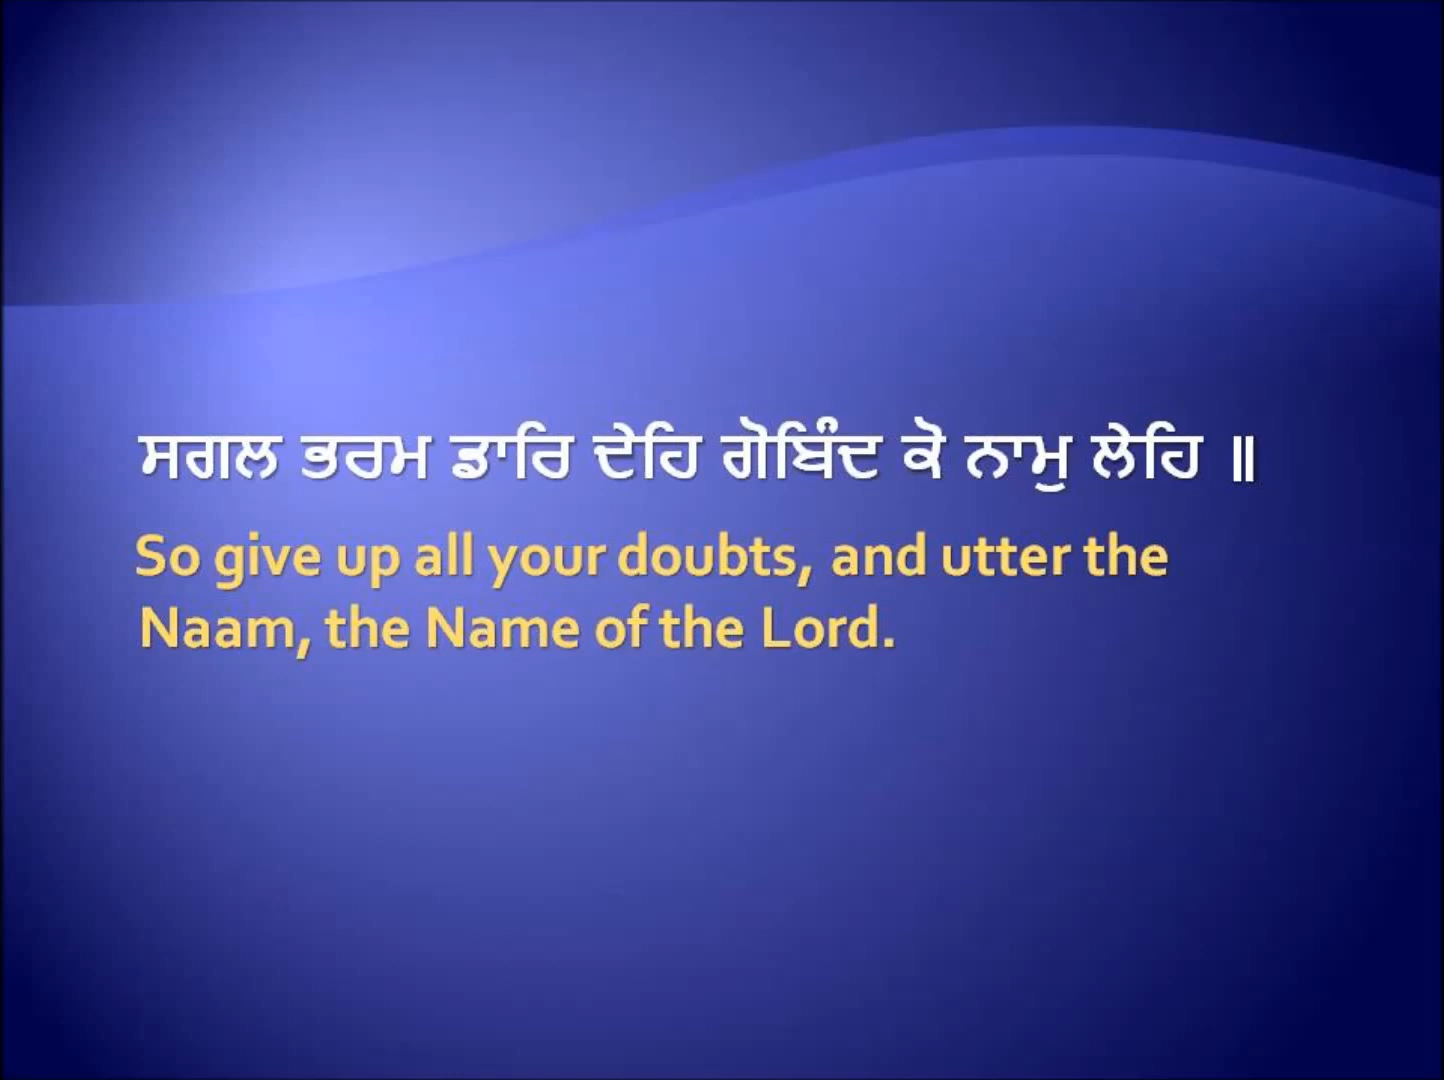 ਸਗਲ ਭਰਮ ਡਾਰਿ ਦੇਹਿ ਗੋਬਿੰਦ ਕੋ ਨਾਮੁ ਲੇਹਿ ॥
So give up all your doubts, and utter the
Naam, the Name of the Lord.